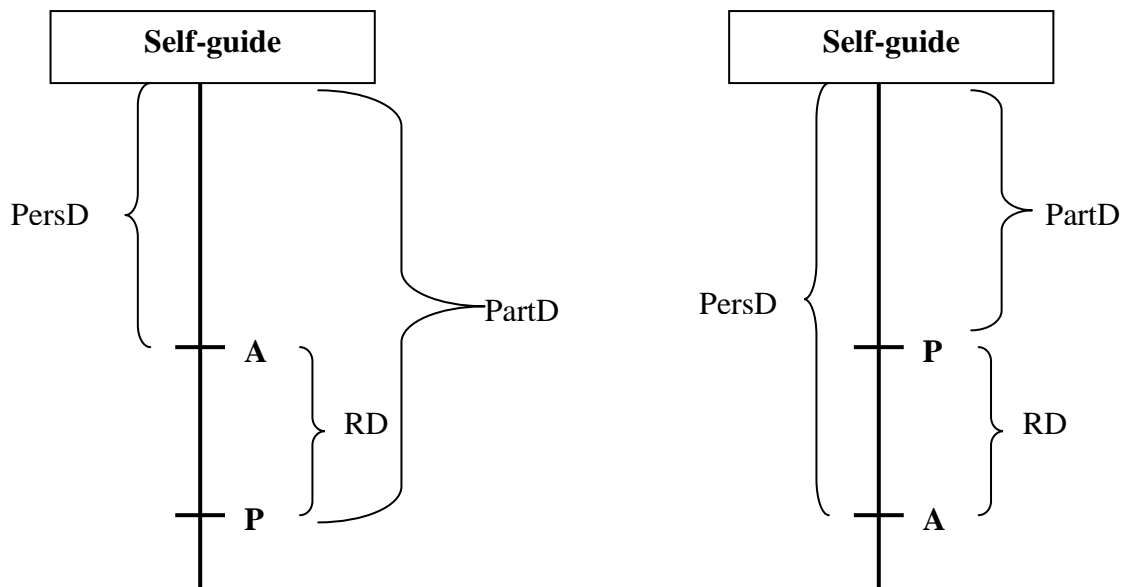 Self-guide
PersD
PartD
A
RD
P
Self-guide
PartD
PersD
P
RD
A